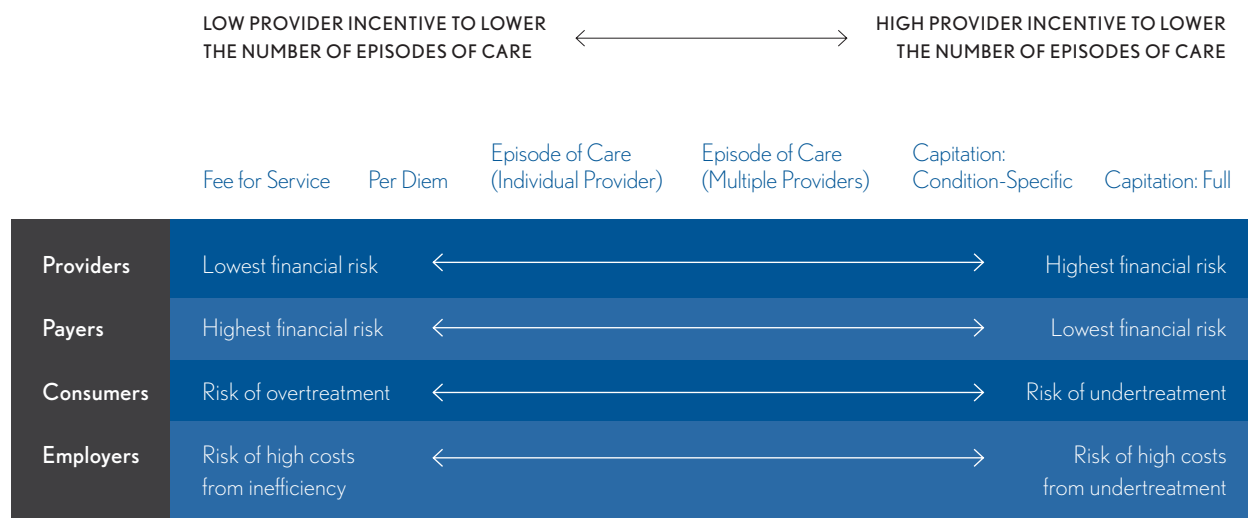 LOW PROVIDER INCENTIVE TO LOWER
THE NUMBER OF EPISODES OF CARE
HIGH PROVIDER INCENTIVE TO LOWER
THE NUMBER OF EPISODES OF CARE
Fee for Service
Per Diem
Episode of Care
(Individual Provider)
Episode of Care
(Multiple Providers)
Capitation:
Condition-Specific
Capitation: Full
Providers
Lowest financial risk
Highest financial risk
Payers
Highest financial risk
Lowest financial risk
Consumers
Risk of overtreatment
Risk of undertreatment
Employers
Risk of high costs
from inefficiency
Risk of high costs
from undertreatment